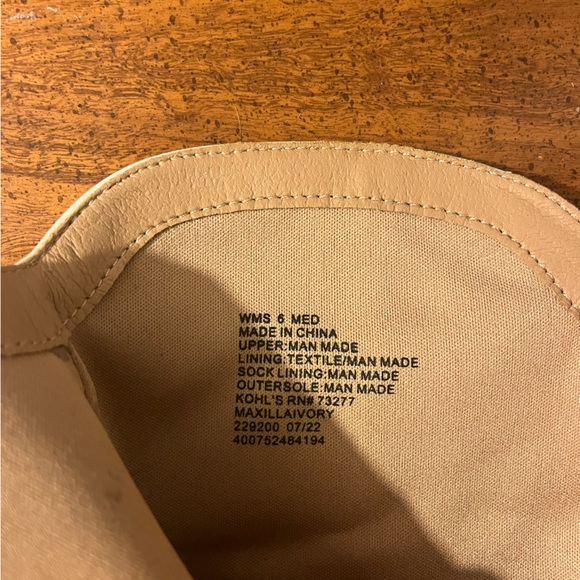 WMS 6 MED
MADE IN CHINA
UPPER:MAN MADE
LINING:TEXTILE/MAN MADE
SOCK LINING:MAN MADE
OUTERSOLE:MAN MADE
KOHL'S RN# 73277
MAXILLAIVORY
229200 07/22
400752484194